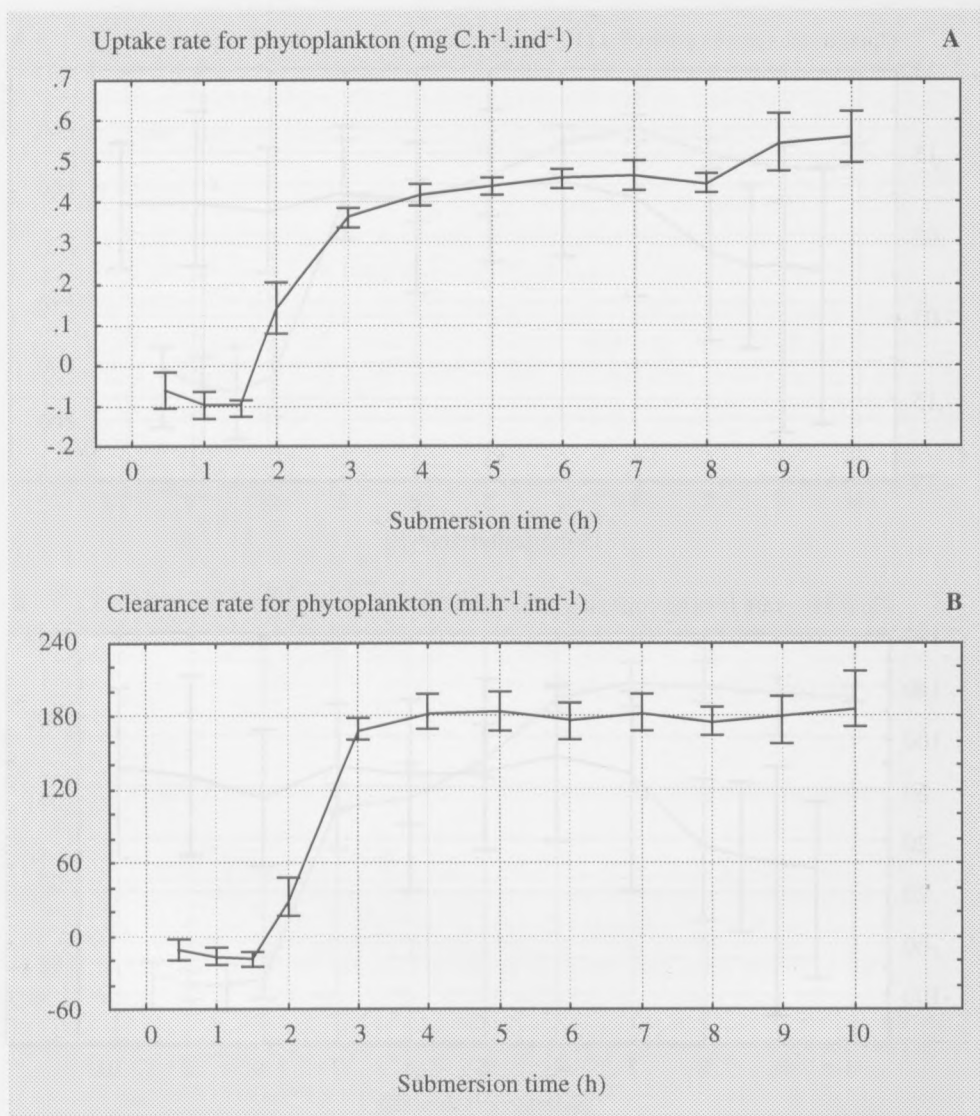 Uptake rate for phytoplankton (mg C.h⁻¹.ind⁻¹) A
.7
.6
.5
.4
.3
.2
.1
0
-.1
-.2
0 1 2 3 4 5 6 7 8 9 10
Submersion time (h)
Clearance rate for phytoplankton (ml.h⁻¹.ind⁻¹) B
240
180
120
60
0
-60
0 1 2 3 4 5 6 7 8 9 10
Submersion time (h)